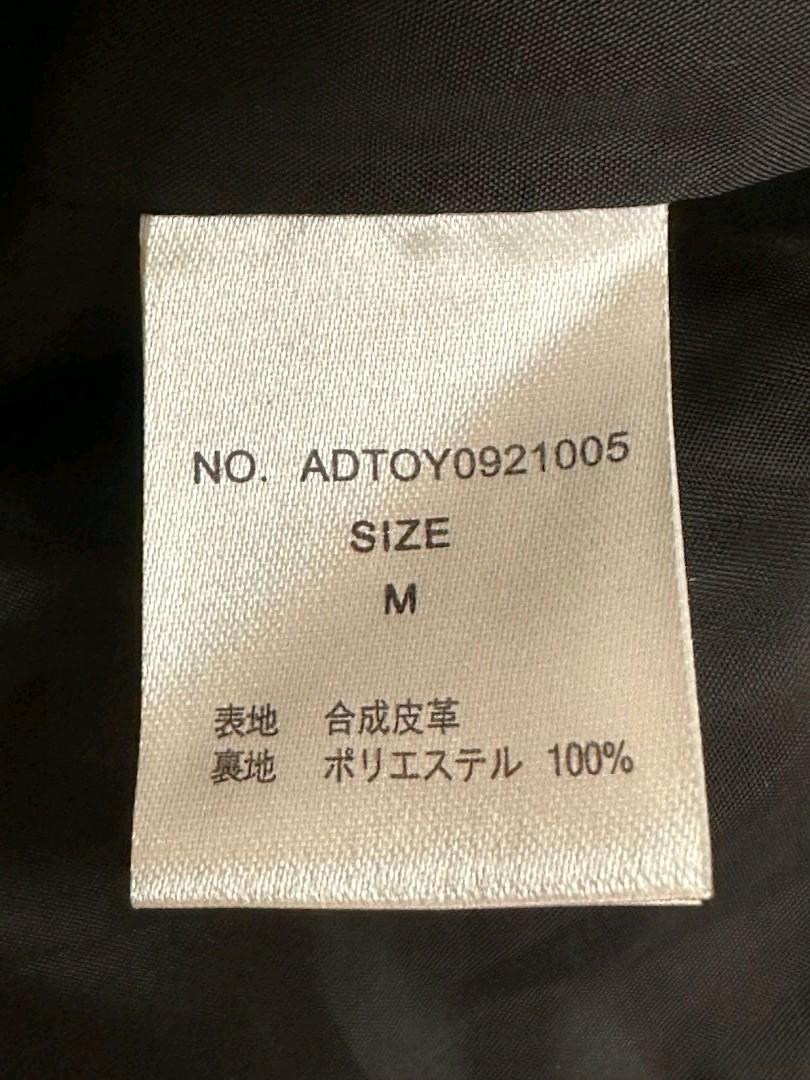 NO. ADTOY0921005
SIZE
M
表地 合成皮革
裏地 ポリエステル 100%